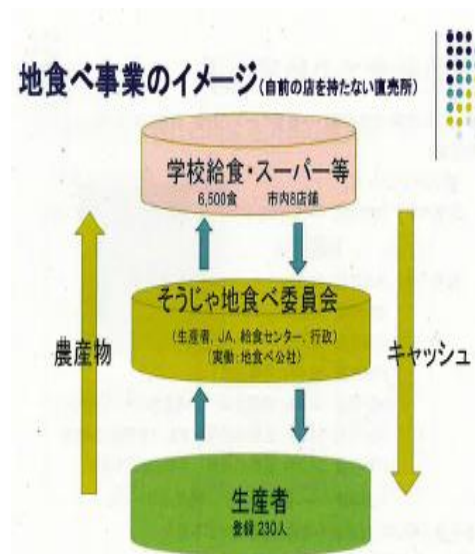 地食べ事業のイメージ(自前の店を持たない直売所)
学校給食・スーパー等
6,500食 市内8店舗
そうじゃ地食べ委員会
(生産者、JA、給食センター、行政)
(実働:地食べ公社)
農産物
キャッシュ
生産者
登録 230人